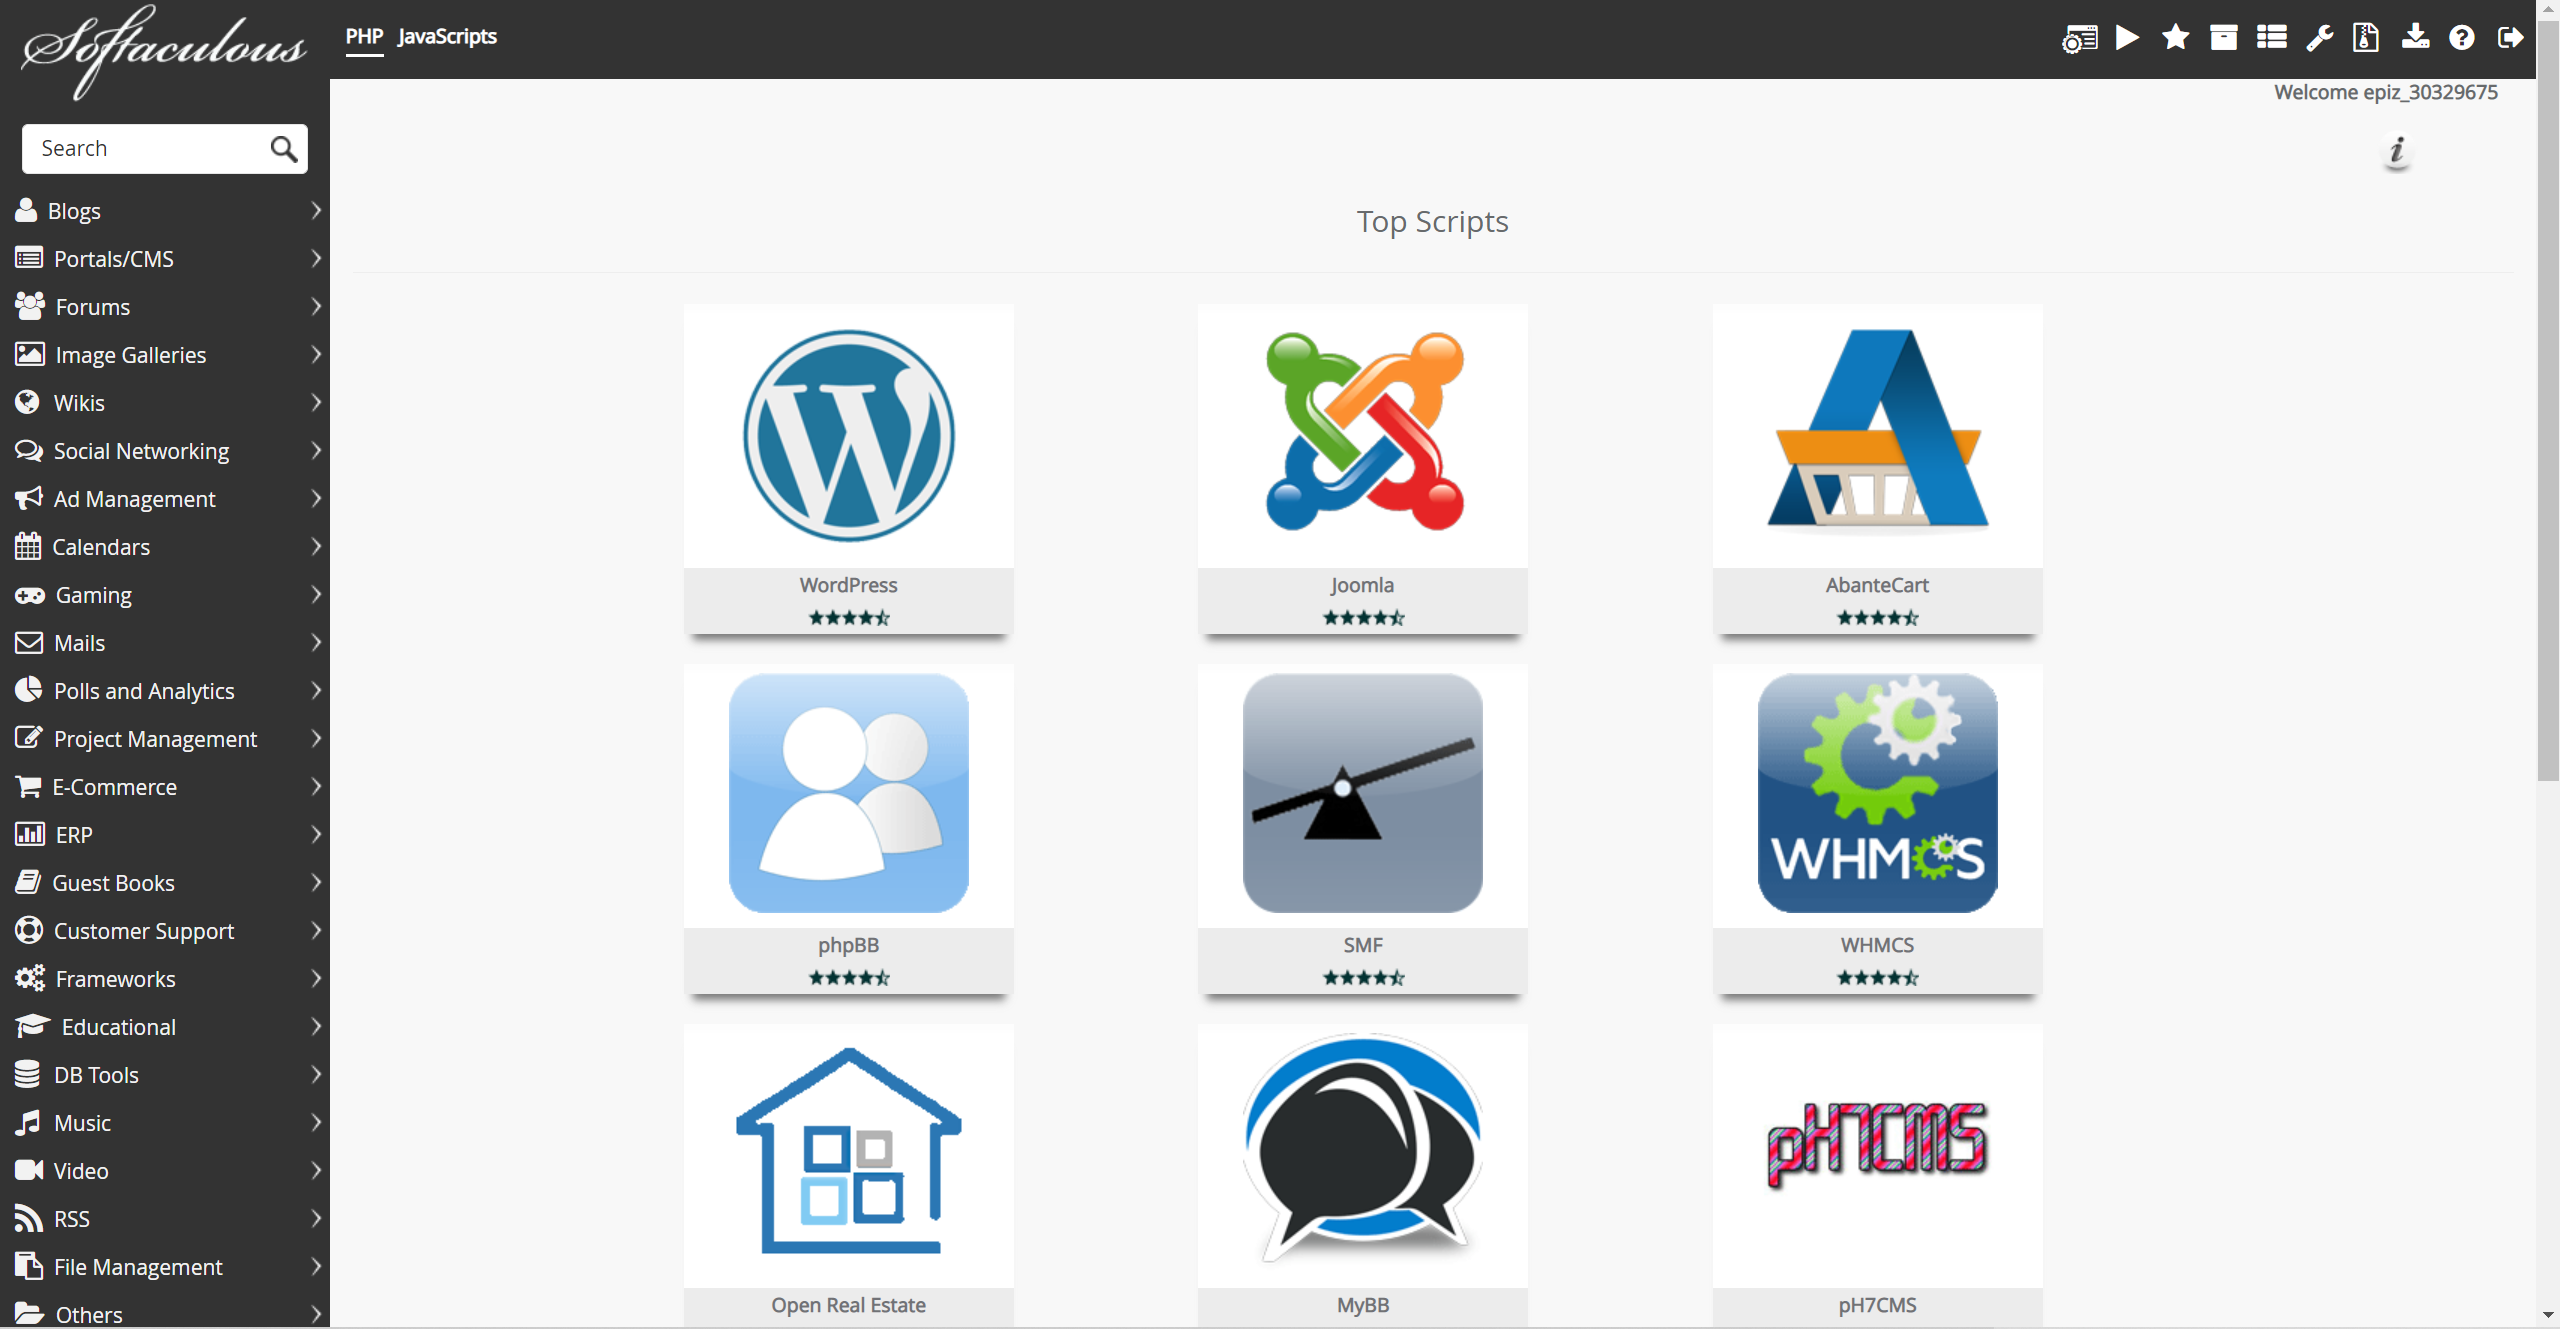 Softaculous
PHP JavaScripts
Welcome epiz_30329675
Search
Blogs
Portals/CMS
Forums
Image Galleries
Wikis
Social Networking
Ad Management
Calendars
Gaming
Mails
Polls and Analytics
Project Management
E-Commerce
ERP
Guest Books
Customer Support
Frameworks
Educational
DB Tools
Music
Video
RSS
File Management
Others
i
Top Scripts
WordPress
Joomla
AbanteCart
WHMCS
phpBB
SMF
WHMCS
pH7CMS
Open Real Estate
MyBB
pH7CMS